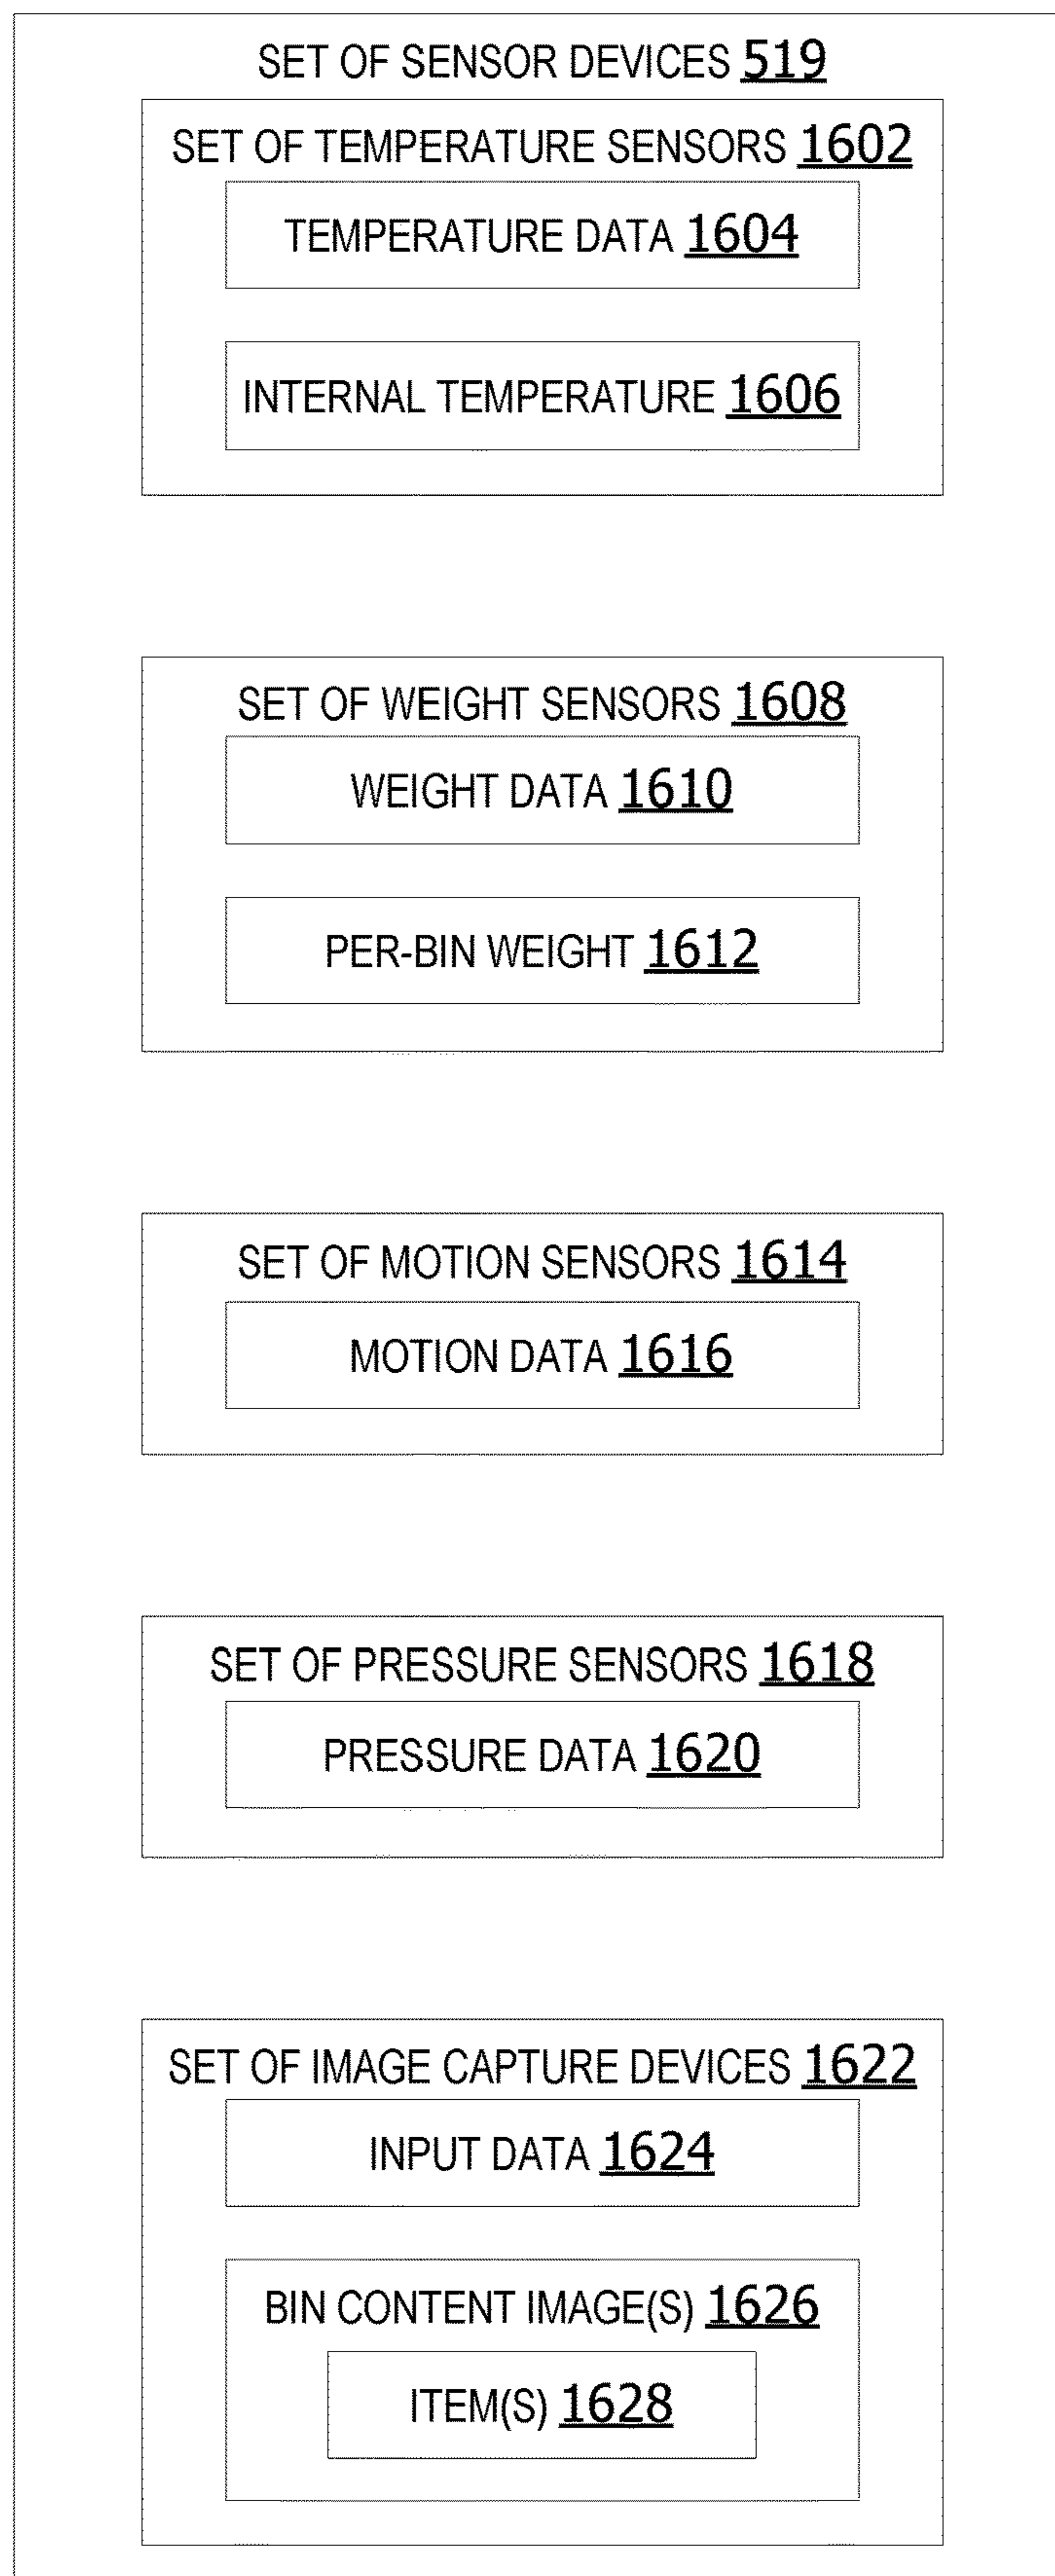 SET OF SENSOR DEVICES 519
SET OF TEMPERATURE SENSORS 1602
TEMPERATURE DATA 1604
INTERNAL TEMPERATURE 1606
SET OF WEIGHT SENSORS 1608
WEIGHT DATA 1610
PER-BIN WEIGHT 1612
SET OF MOTION SENSORS 1614
MOTION DATA 1616
SET OF PRESSURE SENSORS 1618
PRESSURE DATA 1620
SET OF IMAGE CAPTURE DEVICES 1622
INPUT DATA 1624
BIN CONTENT IMAGE(S) 1626
ITEM(S) 1628